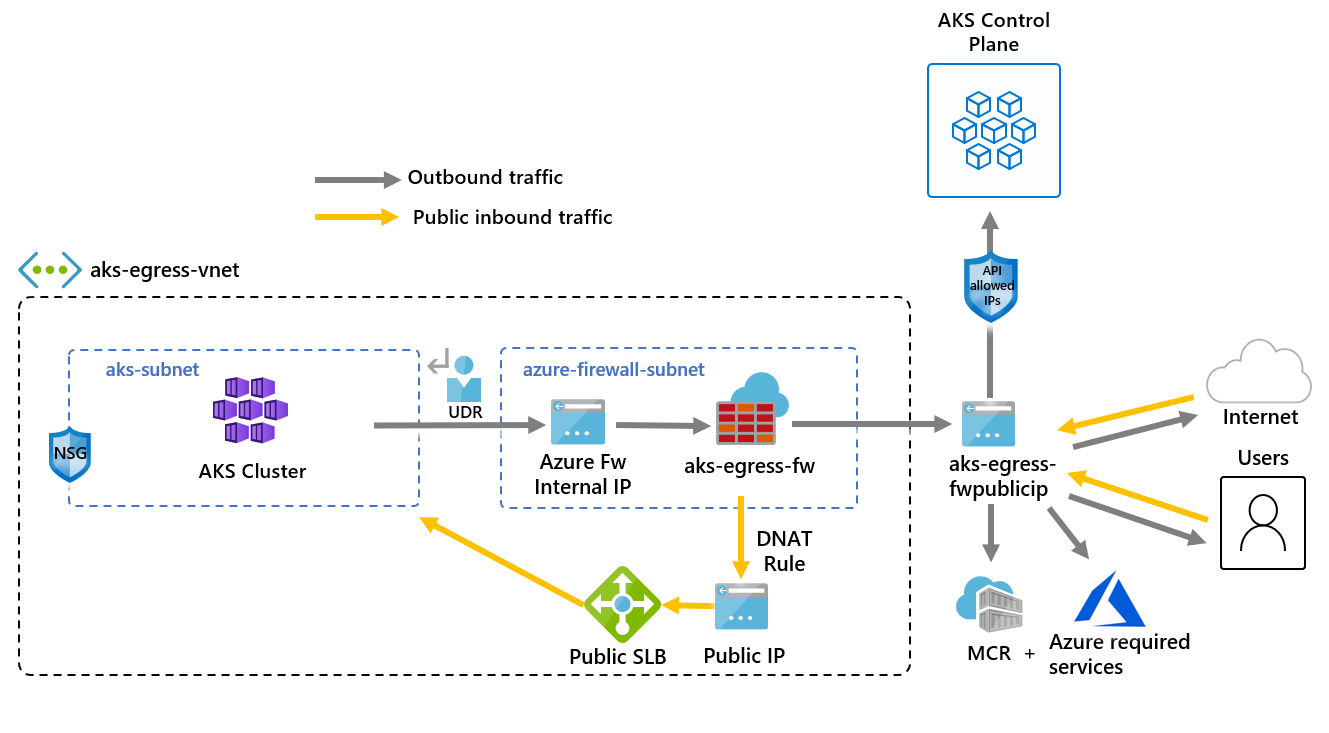 AKS Control
Plane
Outbound traffic
Public inbound traffic
API
allowed
IPs
aks-egress-vnet
aks-subnet
azure-firewall-subnet
UDR
NSG
AKS Cluster
Azure Fw
Internal IP
aks-egress-fw
aks-egress-
fwpublicip
Internet
Users
DNAT
Rule
Public SLB
Public IP
MCR +
Azure required
services